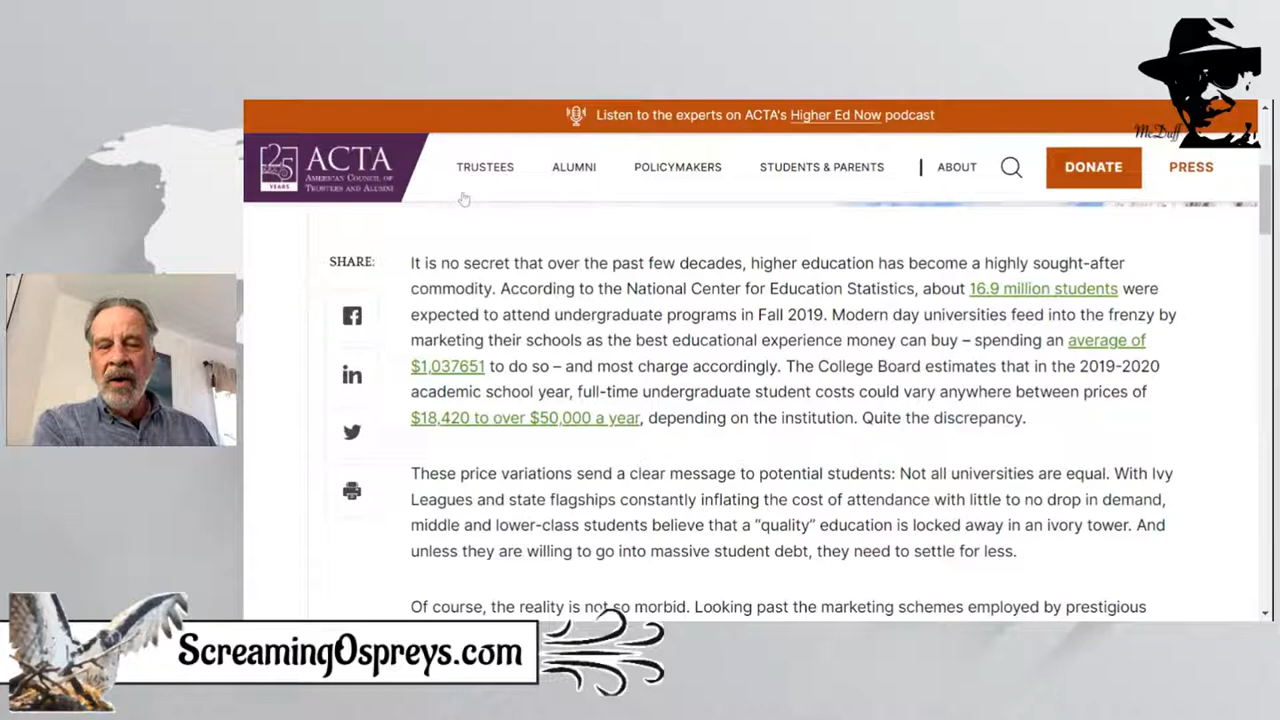 Listen to the experts on ACTA's Higher Ed Now podcast
McDuff
25
YEARS
ACTA
AMERICAN COUNCIL OF
TRUSTEES AND ALUMNI
TRUSTEES
ALUMNI
POLICYMAKERS
STUDENTS & PARENTS
ABOUT
DONATE
PRESS
SHARE:
It is no secret that over the past few decades, higher education has become a highly sought-after
commodity. According to the National Center for Education Statistics, about 16.9 million students were
expected to attend undergraduate programs in Fall 2019. Modern day universities feed into the frenzy by
marketing their schools as the best educational experience money can buy – spending an average of
$1,037651 to do so – and most charge accordingly. The College Board estimates that in the 2019-2020
academic school year, full-time undergraduate student costs could vary anywhere between prices of
$18,420 to over $50,000 a year, depending on the institution. Quite the discrepancy.
These price variations send a clear message to potential students: Not all universities are equal. With Ivy
Leagues and state flagships constantly inflating the cost of attendance with little to no drop in demand,
middle and lower-class students believe that a “quality” education is locked away in an ivory tower. And
unless they are willing to go into massive student debt, they need to settle for less.
Of course, the reality is not so morbid. Looking past the marketing schemes employed by prestigious
ScreamingOspreys.com